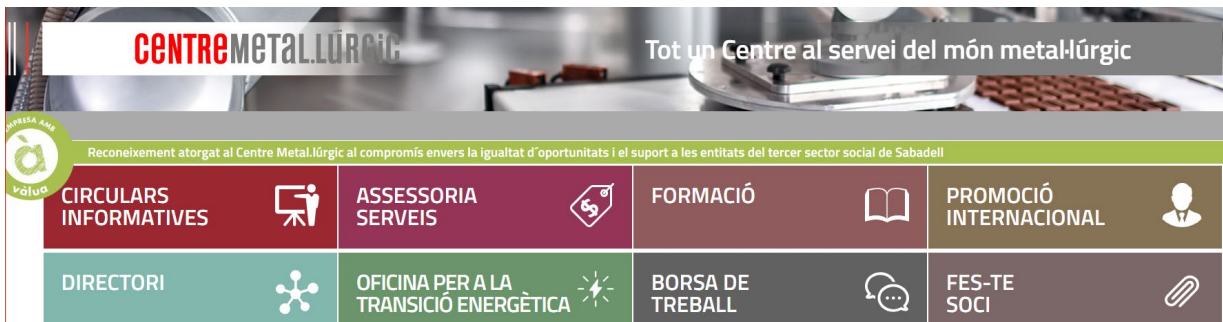 CENTREMETAL.LÚRGIC
Tot un Centre al servei del món metal·lúrgic
EMPRESA AMB
à
vàlua
Reconeixement atorgat al Centre Metal.lúrgic al compromís envers la igualtat d´oportunitats i el suport a les entitats del tercer sector social de Sabadell
CIRCULARS
INFORMATIVES
ASSESSORIA
SERVEIS
FORMACIÓ
PROMOCIÓ
INTERNACIONAL
DIRECTORI
OFICINA PER A LA
TRANSICIÓ ENERGÈTICA
BORSA DE
TREBALL
FES-TE
SOCI